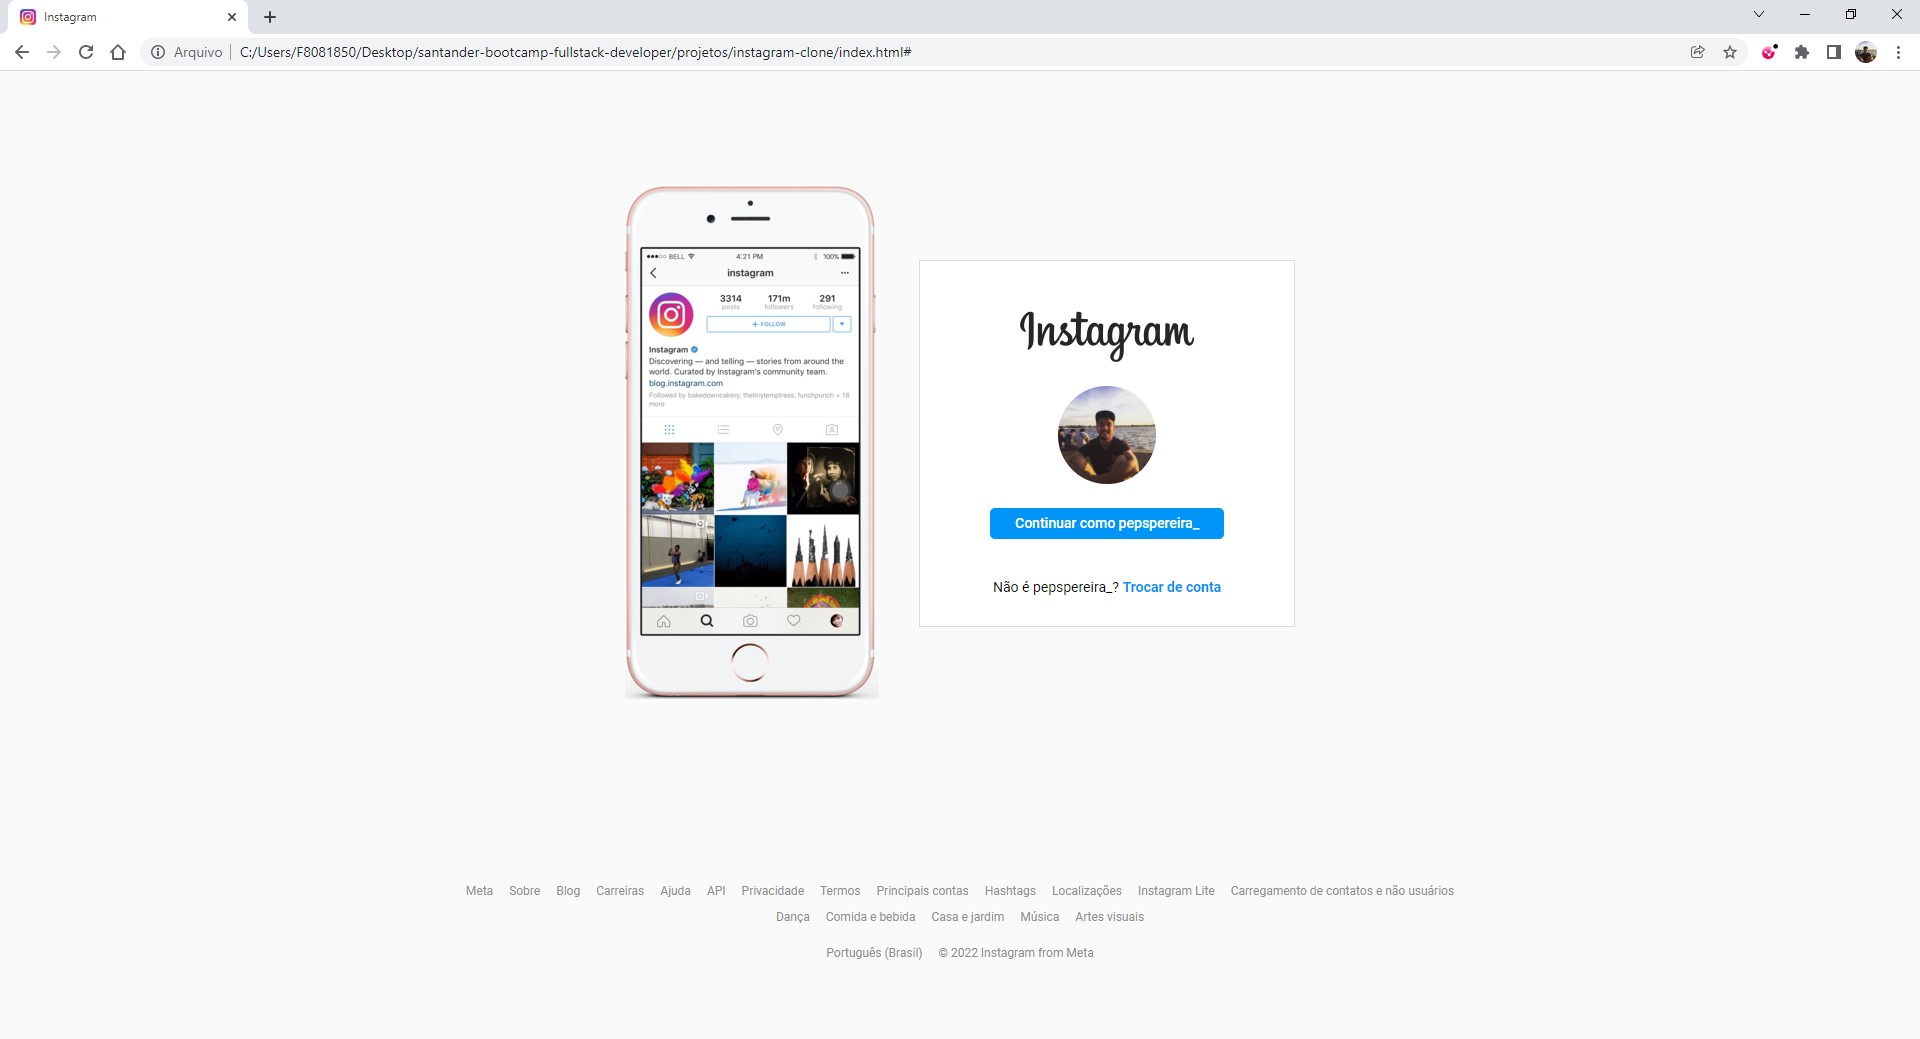 Instagram
Arquivo C:/Users/F8081850/Desktop/santander-bootcamp-fullstack-developer/projetos/instagram-clone/index.html#
BELL 4:21 PM 100%
instagram
3314 171m 291
posts followers following
+ FOLLOW
Instagram
Discovering — and telling — stories from around the
world. Curated by Instagram's community team.
blog.instagram.com
Followed by bakedowncakery, thetinytemptress, funchpunch + 18
more
Instagram
Continuar como pepspereira_
Não é pepspereira_? Trocar de conta
Meta Sobre Blog Carreiras Ajuda API Privacidade Termos Principais contas Hashtags Localizações Instagram Lite Carregamento de contatos e não usuários
Dança Comida e bebida Casa e jardim Música Artes visuais
Português (Brasil) © 2022 Instagram from Meta